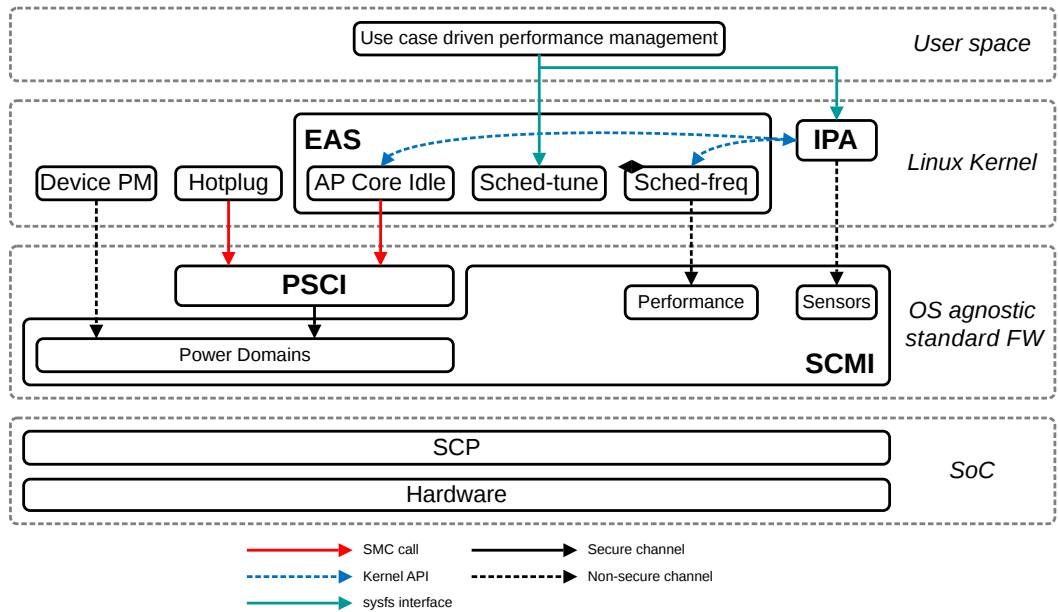 Use case driven performance management
User space
EAS
IPA
Linux Kernel
Device PM
Hotplug
AP Core Idle
Sched-tune
Sched-freq
PSCI
Performance
Sensors
OS agnostic
standard FW
Power Domains
SCMI
SCP
SoC
Hardware
SMC call
Secure channel
Kernel API
Non-secure channel
sysfs interface